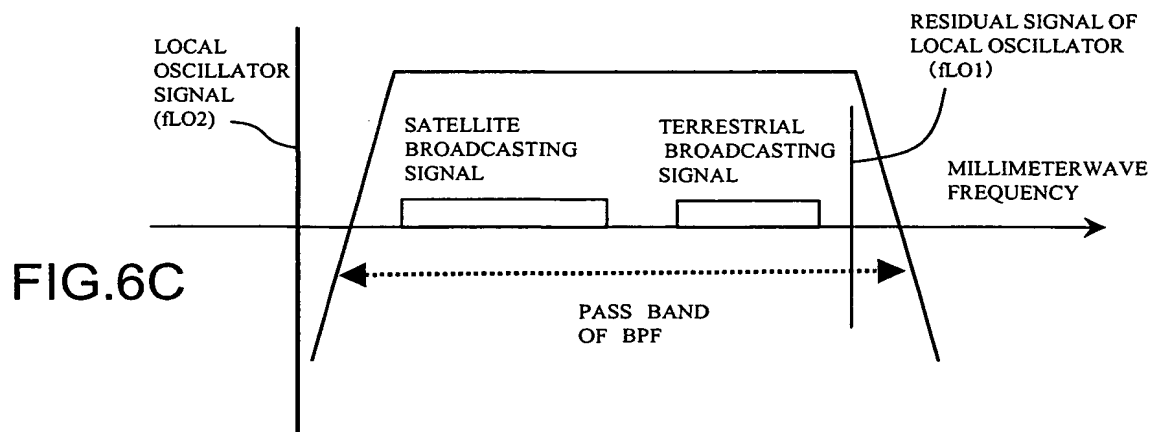 LOCAL
OSCILLATOR
SIGNAL
(fLO2)
RESIDUAL SIGNAL OF
LOCAL OSCILLATOR
(fLO1)
SATELLITE
BROADCASTING
SIGNAL
TERRESTRIAL
BROADCASTING
SIGNAL
MILLIMETERWAVE
FREQUENCY
FIG.6C
PASS BAND
OF BPF